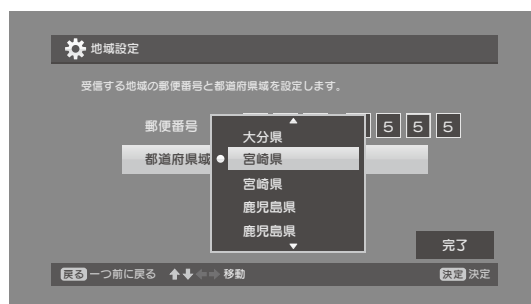 地域設定
受信する地域の郵便番号と都道府県域を設定します。
郵便番号 5 5 5
都道府県域
大分県
宮崎県
宮崎県
鹿児島県
鹿児島県
完了
戻る 一つ前に戻る 移動 決定 決定